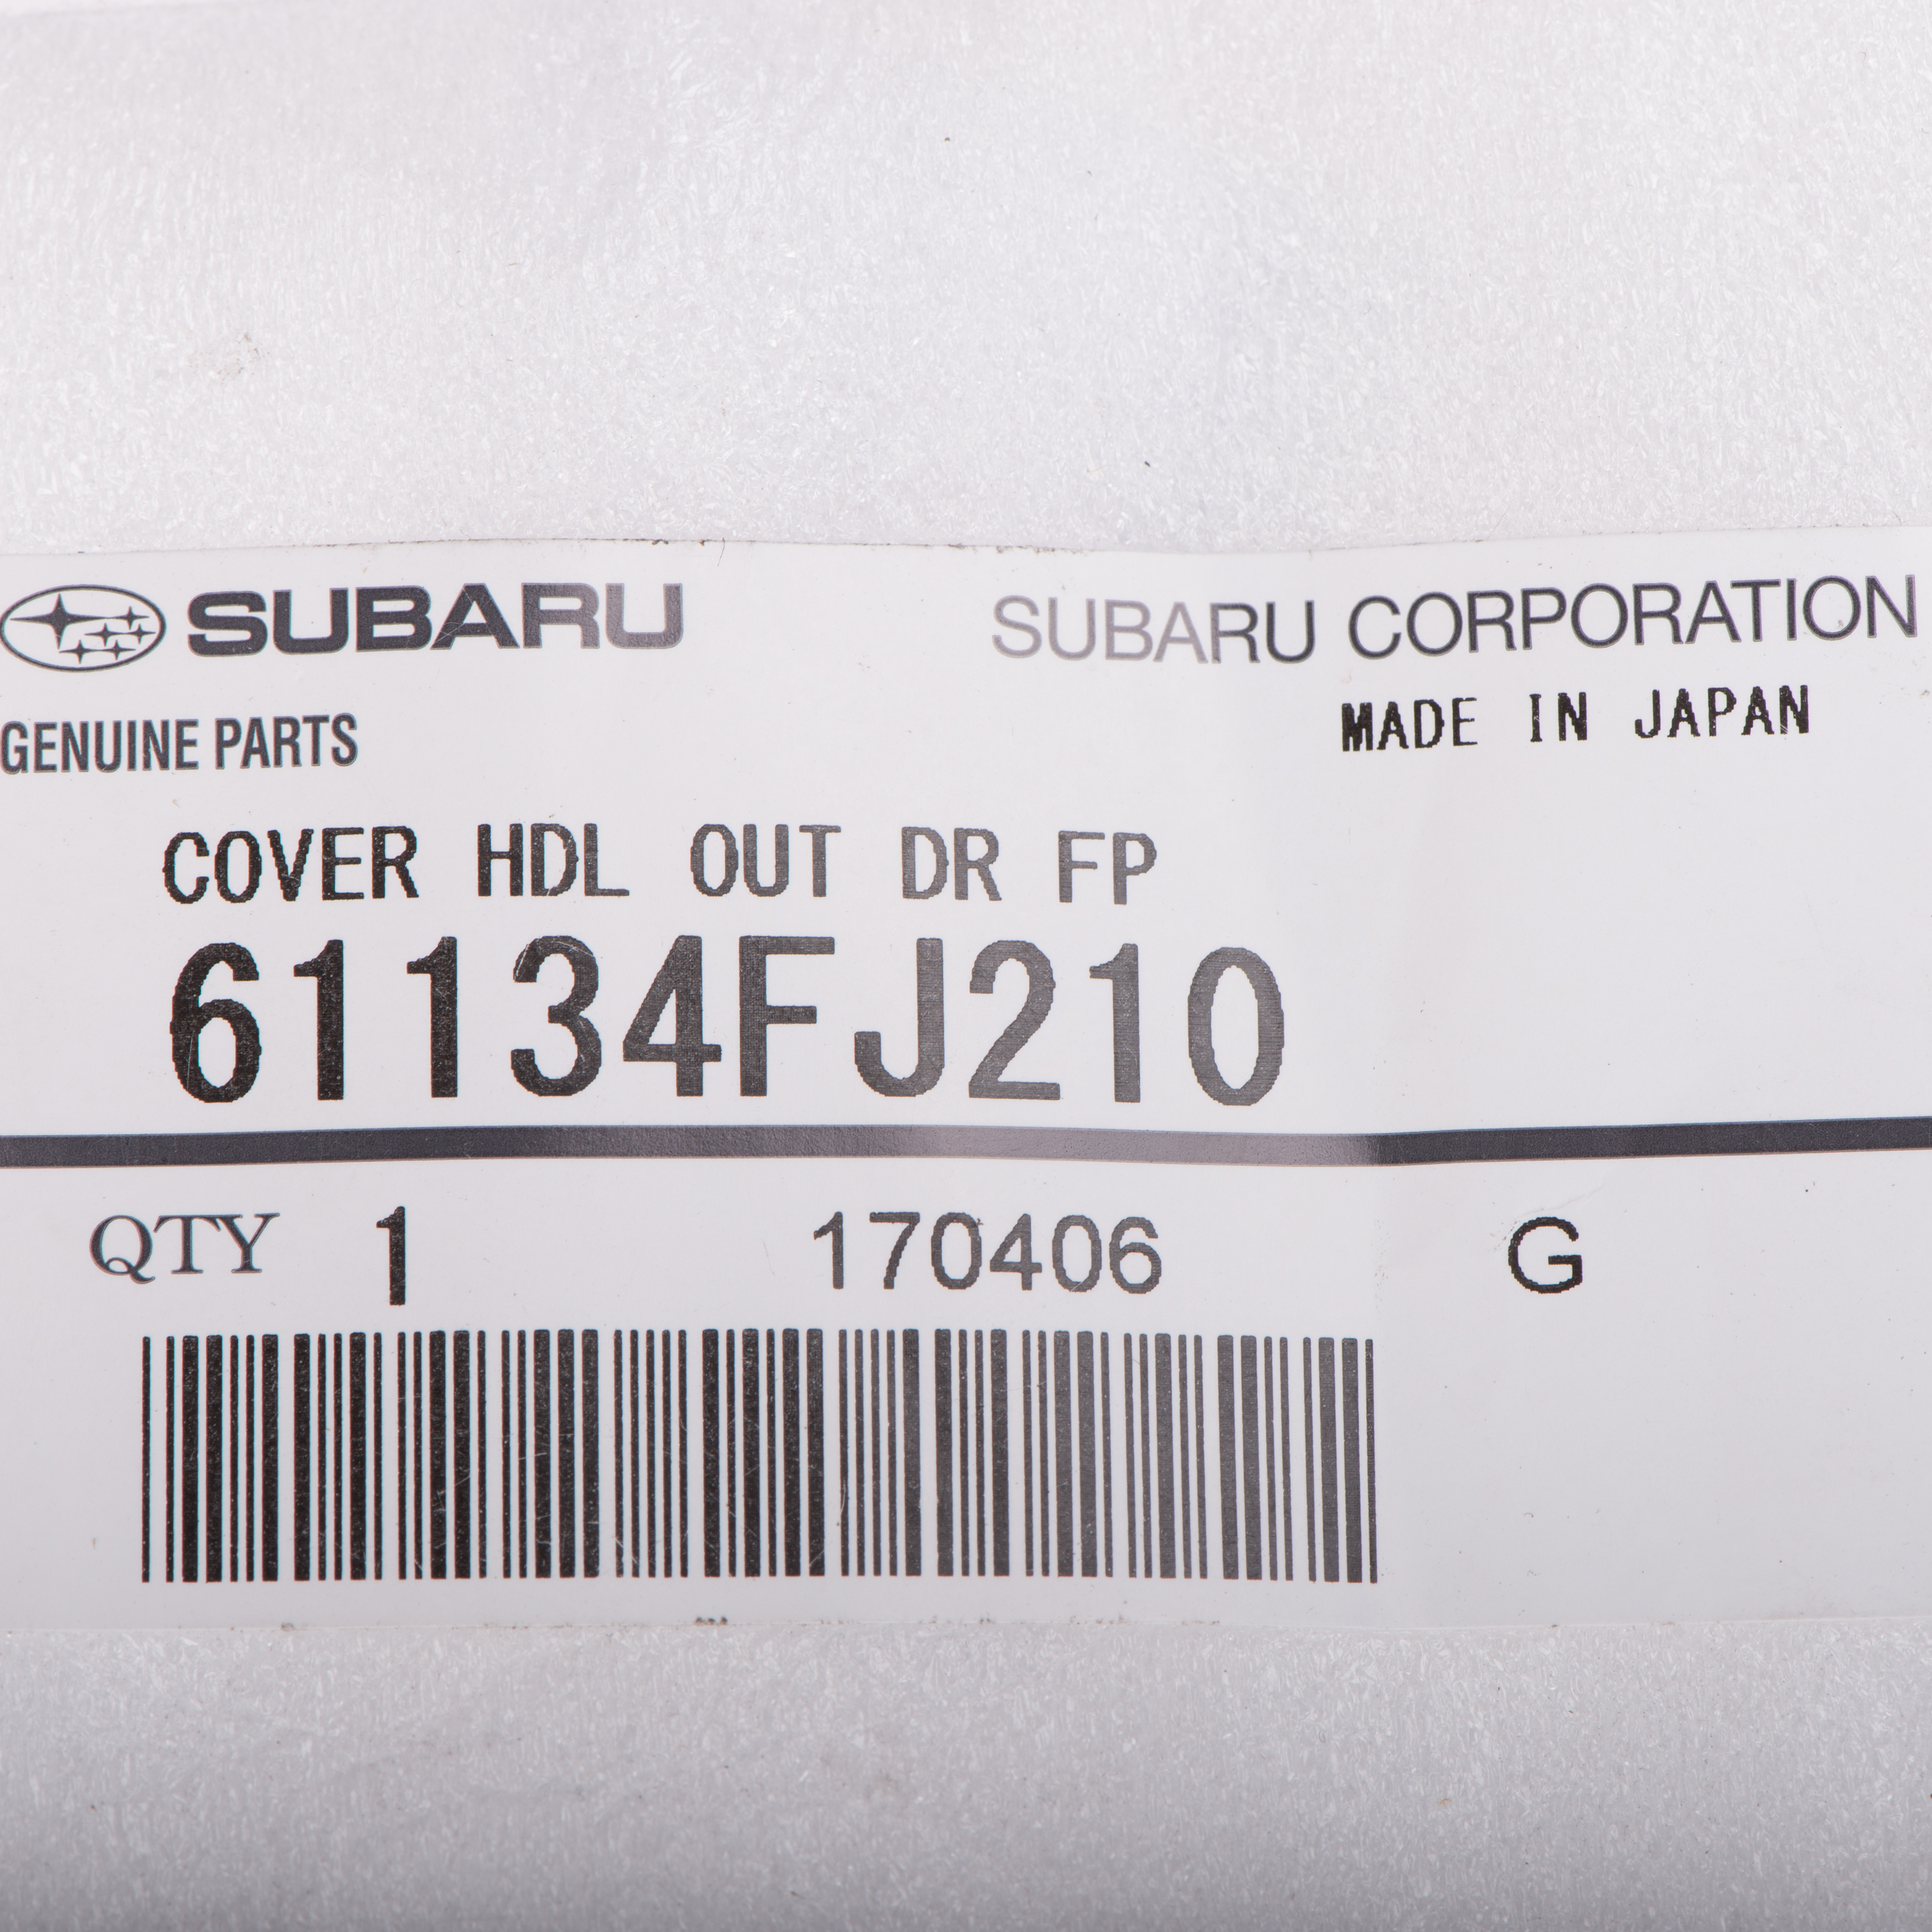 SUBARU SUBARU CORPORATION
GENUINE PARTS MADE IN JAPAN
COVER HDL OUT DR FP
61134FJ210
QTY 1 170406 G